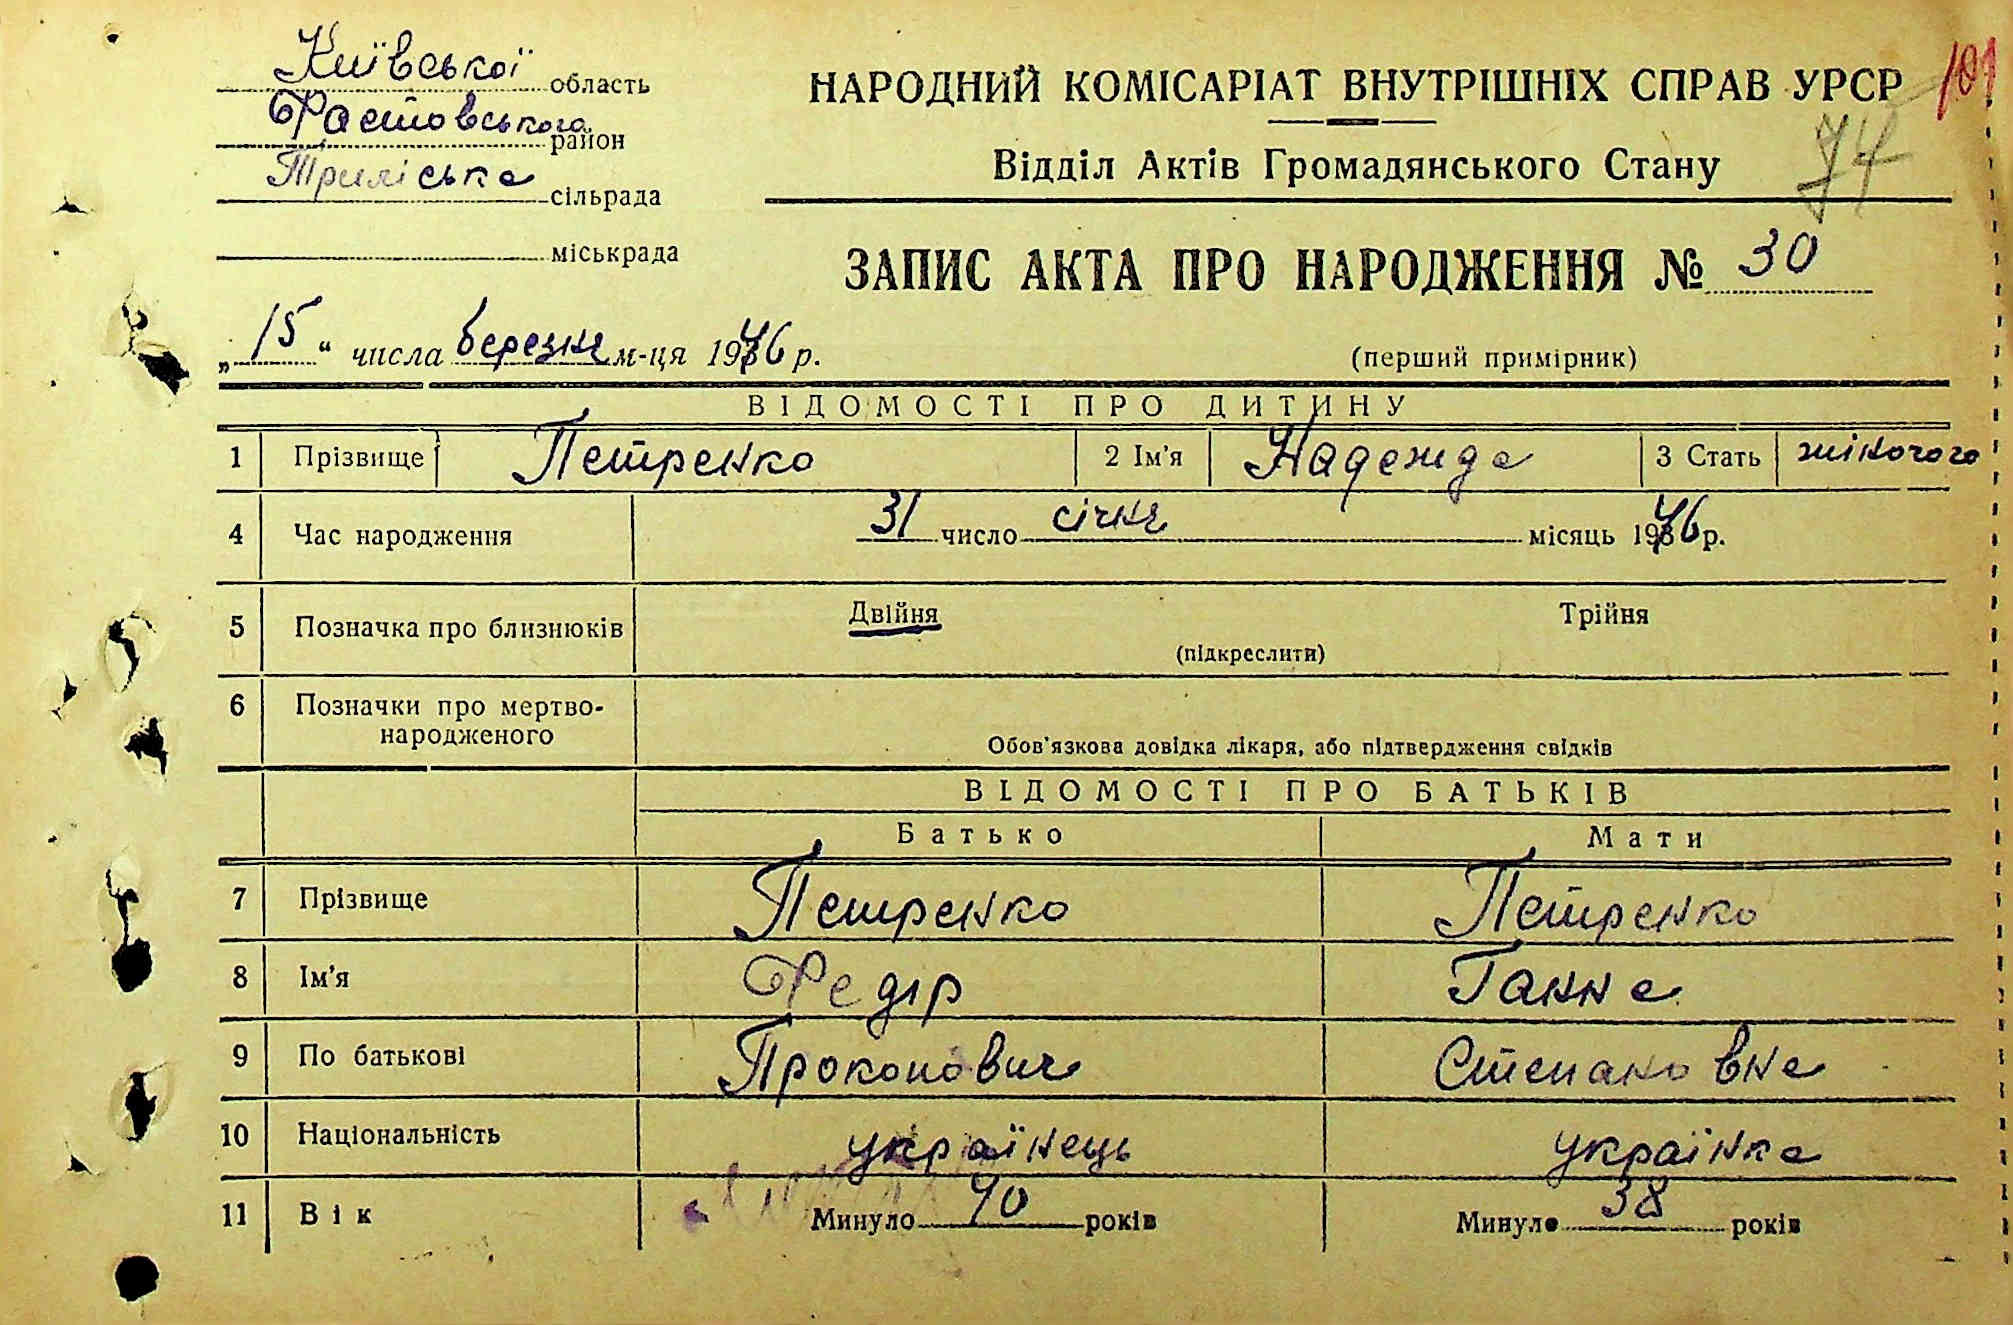 Київської область
Фастовського район
Триліська сільрада
міськрада
НАРОДНИЙ КОМІСАРІАТ ВНУТРІШНІХ СПРАВ УРСР
101
Відділ Актів Громадянського Стану
74
ЗАПИС АКТА ПРО НАРОДЖЕННЯ № 30
„15“ числа березня м-ця 1946 р.
(перший примірник)
ВІДОМОСТІ ПРО ДИТИНУ
1 Прізвище Петренко 2 Ім'я Надежда 3 Стать жіночого
4 Час народження 31 число січня місяць 1946 р.
5 Позначка про близнюків Двійня Трійня
(підкреслити)
6 Позначки про мертво-
народженого
Обов'язкова довідка лікаря, або підтвердження свідків
ВІДОМОСТІ ПРО БАТЬКІВ
Батько Мати
7 Прізвище Петренко Петренко
8 Ім'я Федір Ганна
9 По батькові Прокопович Степановна
10 Національність українець українка
11 Вік Минуло 40 років Минуло 38 років